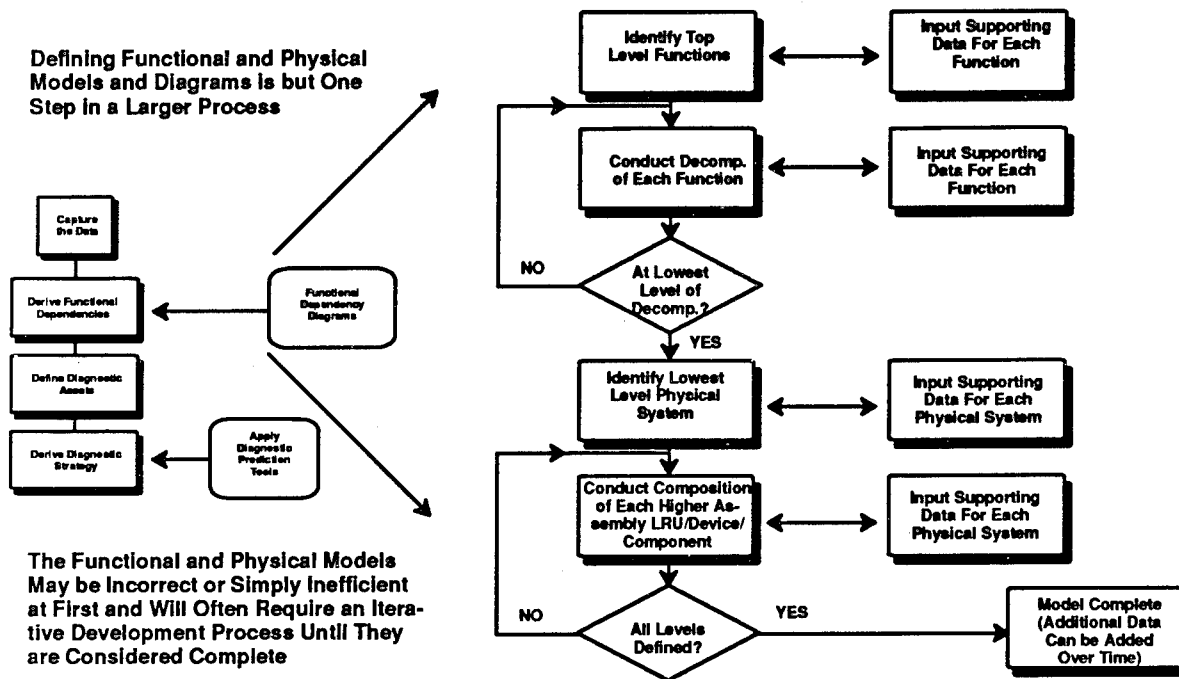 Defining Functional and Physical
Models and Diagrams is but One
Step in a Larger Process
Capture
the Data
Derive Functional
Dependencies
Functional
Dependency
Diagrams
Define Diagnostic
Assets
Derive Diagnostic
Strategy
Apply
Diagnostic
Prediction
Tools
The Functional and Physical Models
May be Incorrect or Simply Inefficient
at First and Will Often Require an Itera-
tive Development Process Until They
are Considered Complete
Identify Top
Level Functions
Input Supporting
Data For Each
Function
Conduct Decomp.
of Each Function
Input Supporting
Data For Each
Function
NO
At Lowest
Level of
Decomp.?
YES
Identify Lowest
Level Physical
System
Input Supporting
Data For Each
Physical System
Conduct Composition
of Each Higher As-
sembly LRU/Device/
Component
Input Supporting
Data For Each
Physical System
NO
All Levels
Defined?
YES
Model Complete
(Additional Data
Can be Added
Over Time)